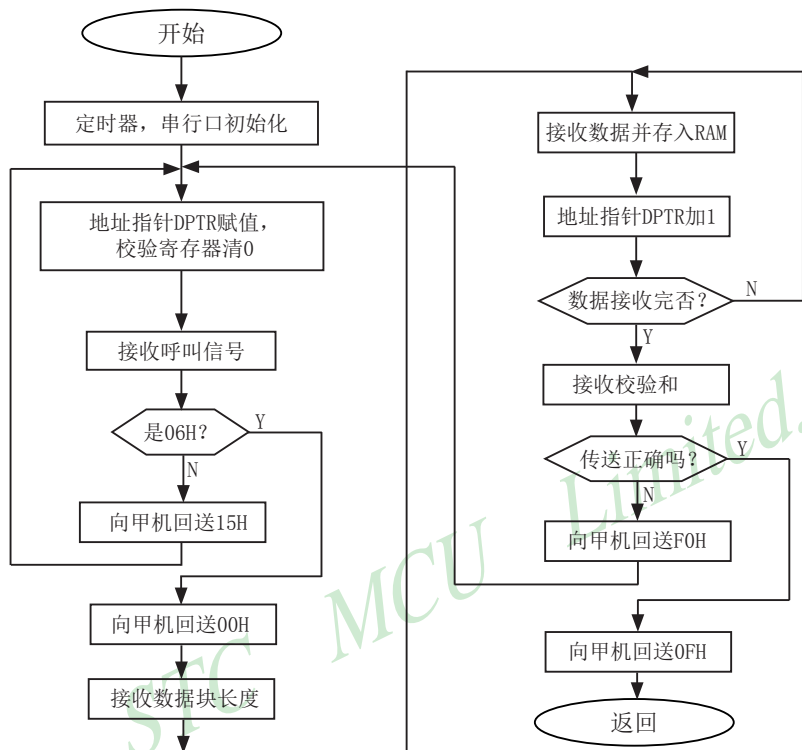 开始
定时器，串行口初始化
地址指针DPTR赋值，
校验寄存器清0
接收呼叫信号
是06H？
Y
N
向甲机回送15H
向甲机回送00H
接收数据块长度
接收数据并存入RAM
地址指针DPTR加1
数据接收完否？
N
Y
接收校验和
传送正确吗？
Y
N
向甲机回送F0H
向甲机回送0FH
返回
STC MCU Limited.